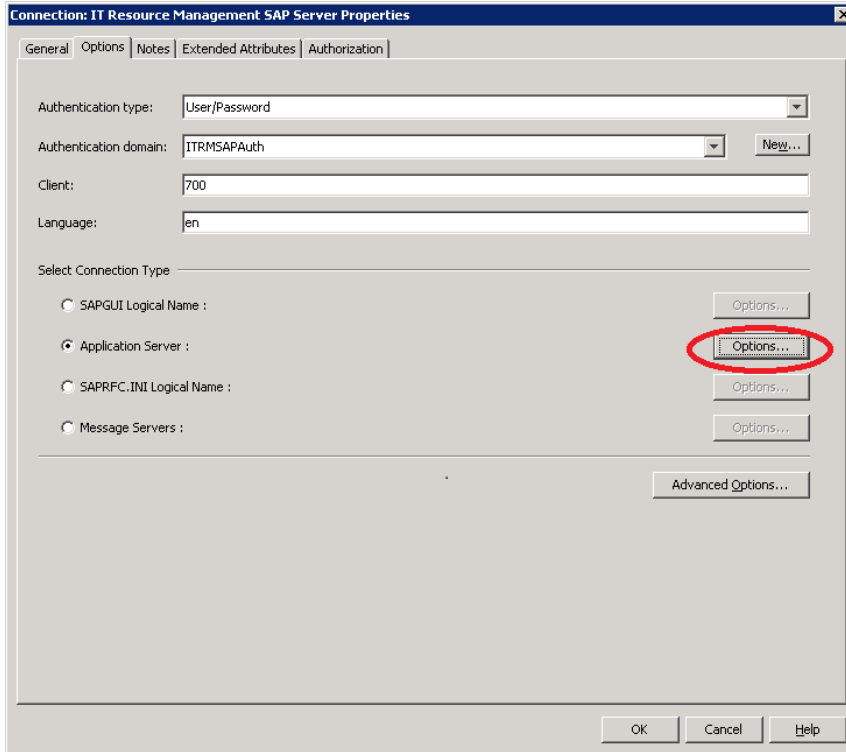 Connection: IT Resource Management SAP Server Properties
General Options Notes Extended Attributes Authorization
Authentication type: User/Password
Authentication domain: ITRMSAPAuth New...
Client: 700
Language: en
Select Connection Type
SAPGUI Logical Name : Options...
Application Server : Options...
SAPRFC.INI Logical Name : Options...
Message Servers : Options...
Advanced Options...
OK Cancel Help